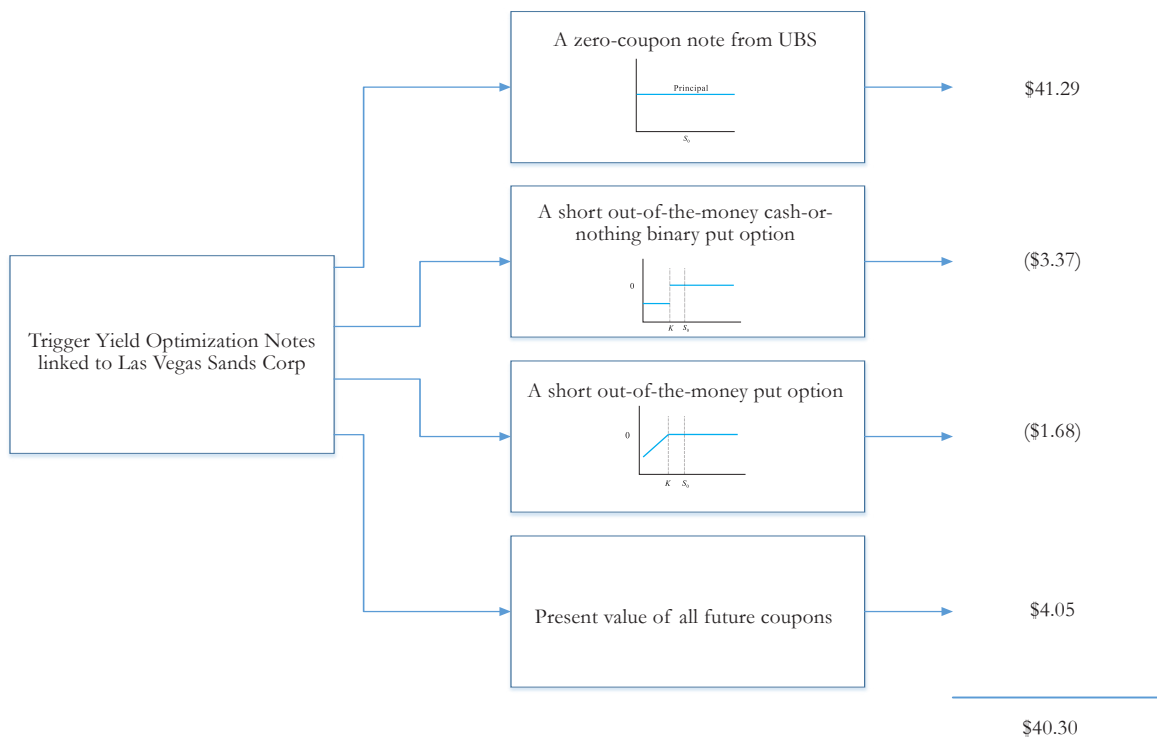 A zero-coupon note from UBS
Principal
S₀
$41.29
A short out-of-the-money cash-or-
nothing binary put option
0
K S₀
($3.37)
Trigger Yield Optimization Notes
linked to Las Vegas Sands Corp
A short out-of-the-money put option
0
K S₀
($1.68)
Present value of all future coupons
$4.05
$40.30